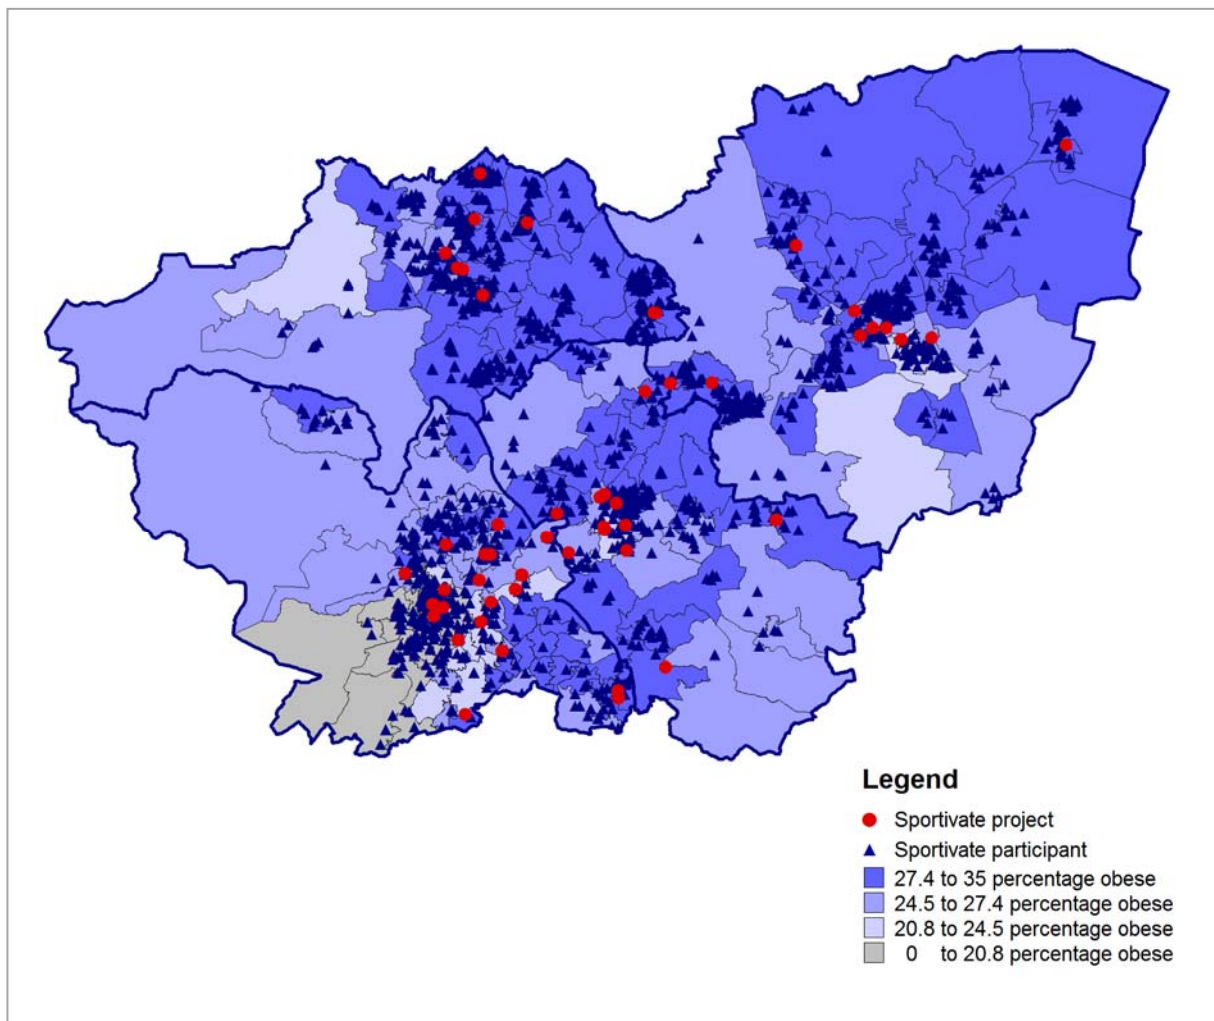 Legend
Sportivate project
Sportivate participant
27.4 to 35 percentage obese
24.5 to 27.4 percentage obese
20.8 to 24.5 percentage obese
0 to 20.8 percentage obese